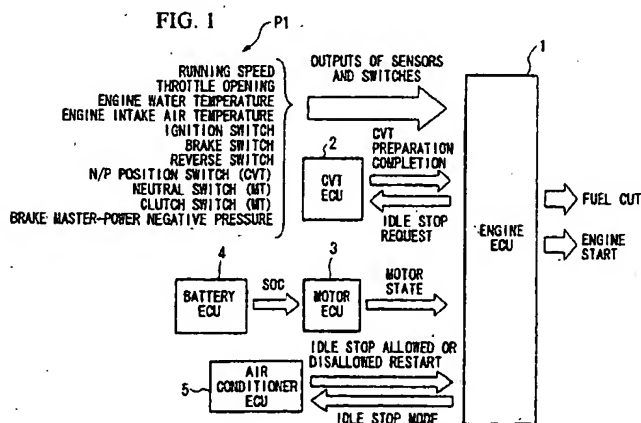 FIG. 1
P1
1
RUNNING SPEED
THROTTLE OPENING
ENGINE WATER TEMPERATURE
ENGINE INTAKE AIR TEMPERATURE
IGNITION SWITCH
BRAKE SWITCH
REVERSE SWITCH
N/P POSITION SWITCH (CVT)
NEUTRAL SWITCH (MT)
CLUTCH SWITCH (MT)
BRAKE MASTER-POWER NEGATIVE PRESSURE
OUTPUTS OF SENSORS
AND SWITCHES
2
CVT
ECU
CVT
PREPARATION
COMPLETION
IDLE STOP
REQUEST
ENGINE
ECU
FUEL CUT
ENGINE
START
4
BATTERY
ECU
SOC
3
MOTOR
ECU
MOTOR
STATE
5
AIR
CONDITIONER
ECU
IDLE STOP ALLOWED OR
DISALLOWED RESTART
IDLE STOP MODE